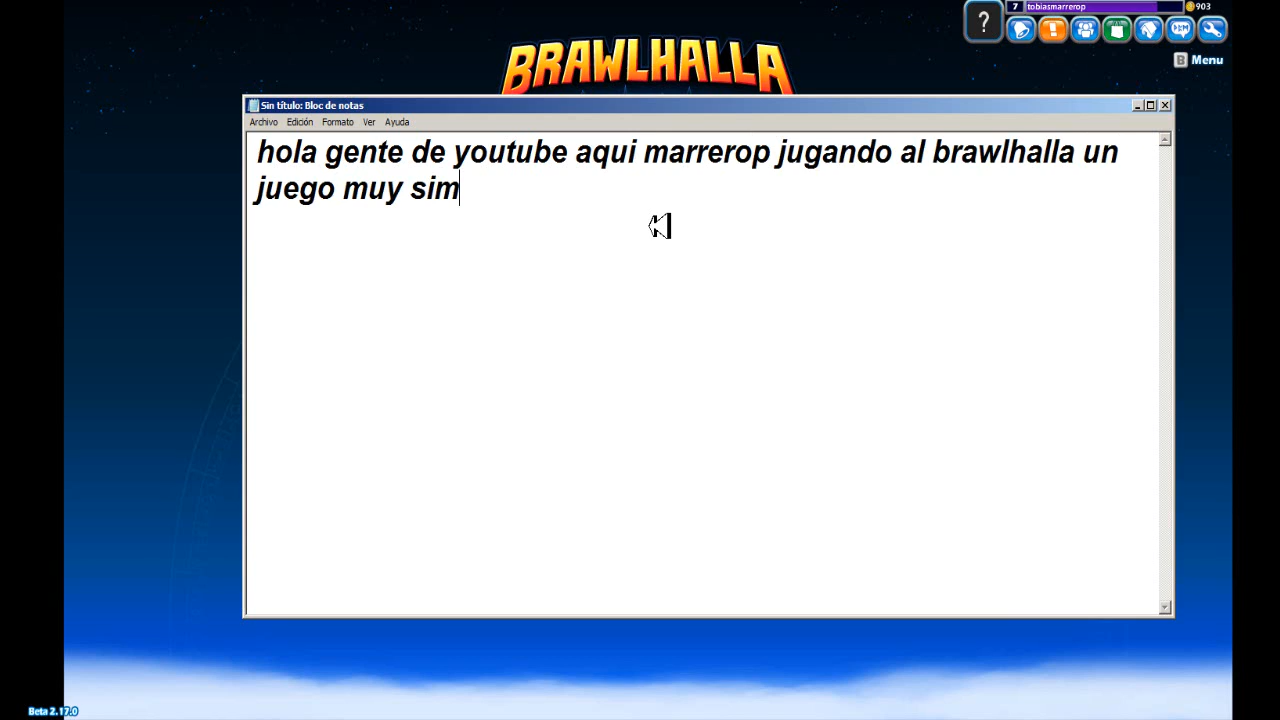 7 tobiasmarrerop 903
?
B Menu
BRAWLHALLA
Sin título: Bloc de notas
Archivo Edición Formato Ver Ayuda
hola gente de youtube aqui marrerop jugando al brawlhalla un
juego muy sim
Beta 2.17.0